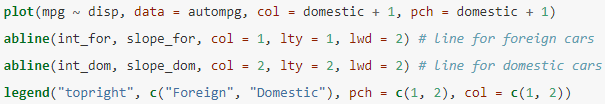 plot(mpg ~ disp, data = autompg, col = domestic + 1, pch = domestic + 1)
abline(int_for, slope_for, col = 1, lty = 1, lwd = 2) # line for foreign cars
abline(int_dom, slope_dom, col = 2, lty = 2, lwd = 2) # line for domestic cars
legend("topright", c("Foreign", "Domestic"), pch = c(1, 2), col = c(1, 2))